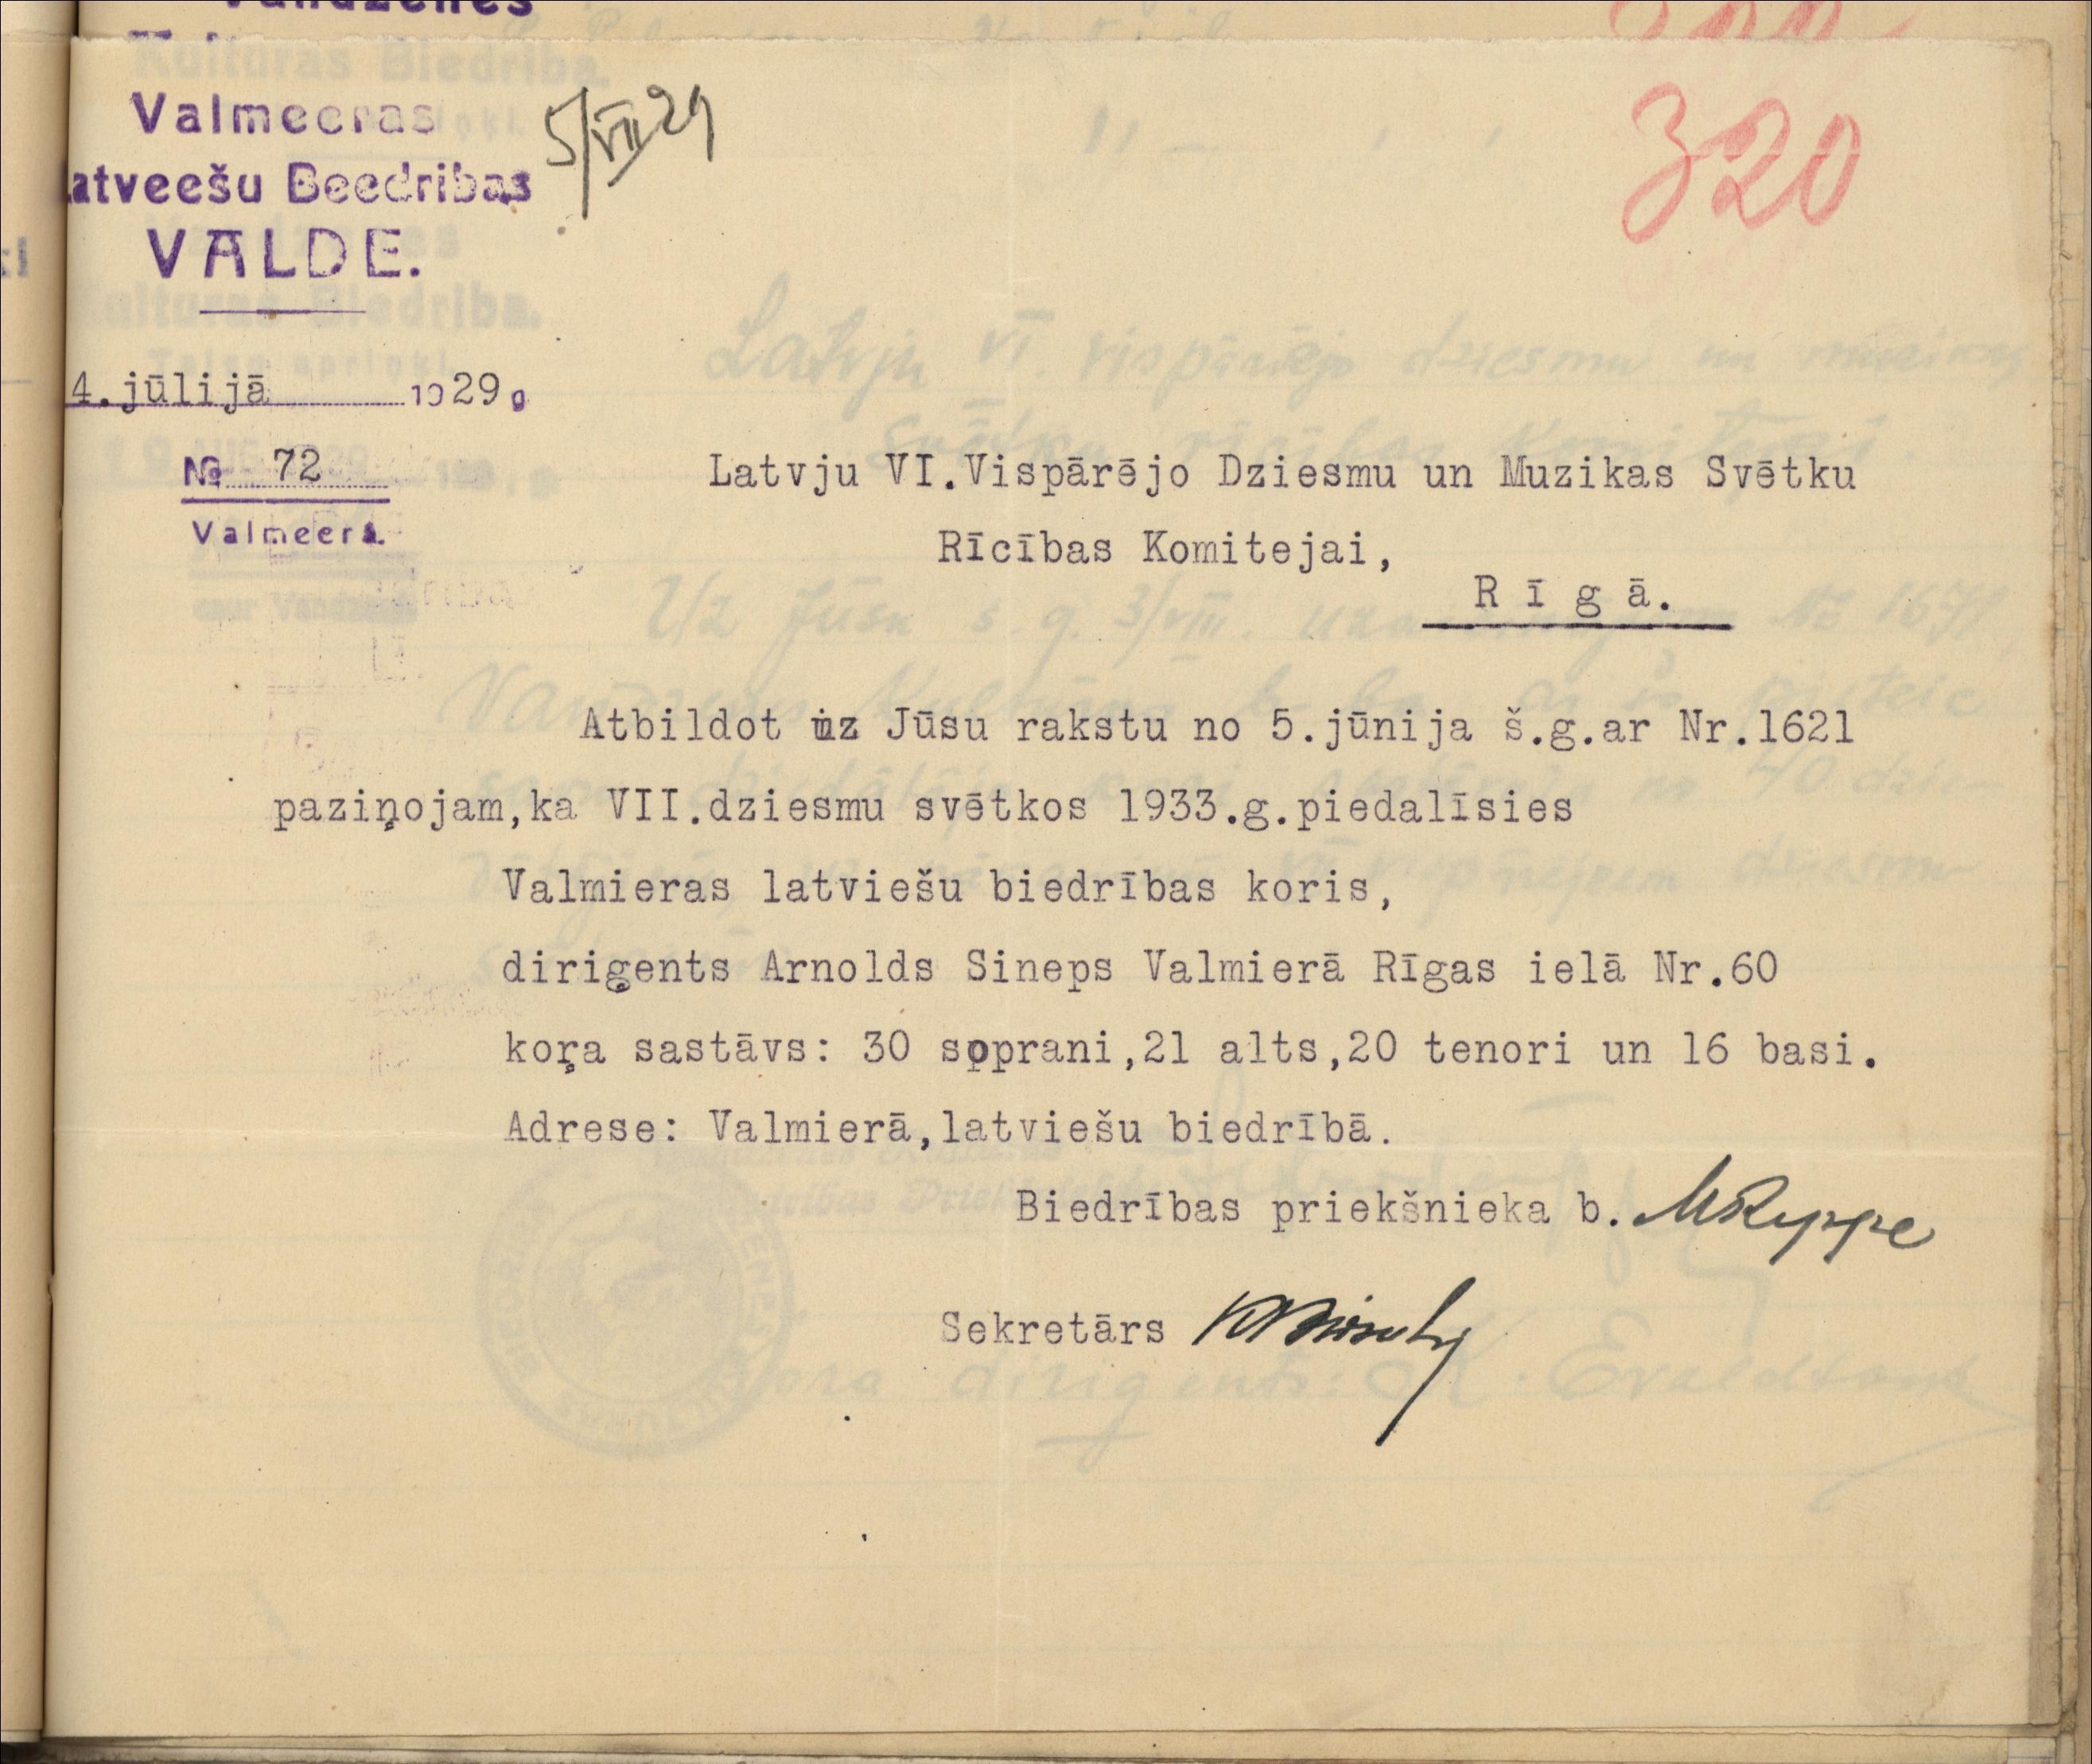 Valmeeras
Latveešu Beedribas
VALDE.
5/VII 29
320
4. jūlijā 1929 g
№ 72
Valmeerā.
Latvju VI.Vispārējo Dziesmu un Muzikas Svētku
Rīcības Komitejai,
Rīgā.
Atbildot uz Jūsu rakstu no 5.jūnija š.g.ar Nr.1621
paziņojam,ka VII.dziesmu svētkos 1933.g.piedalīsies
Valmieras latviešu biedrības koris,
diriģents Arnolds Sineps Valmierā Rīgas ielā Nr.60
koŗa sastāvs: 30 soprani,21 alts,20 tenori un 16 basi.
Adrese: Valmierā,latviešu biedrībā.
Biedrības priekšnieka b.
Sekretārs